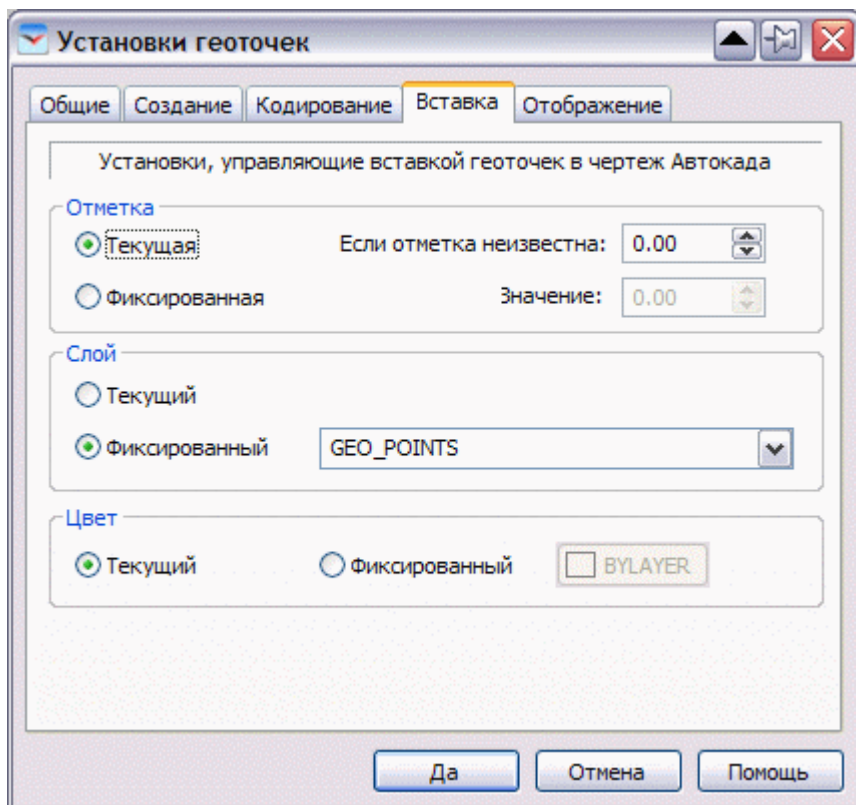 Установки геоточек
Общие Создание Кодирование Вставка Отображение
Установки, управляющие вставкой геоточек в чертеж Автокада
Отметка
Текущая Если отметка неизвестна: 0.00
Фиксированная Значение: 0.00
Слой
Текущий
Фиксированный GEO_POINTS
Цвет
Текущий Фиксированный BYLAYER
Да Отмена Помощь